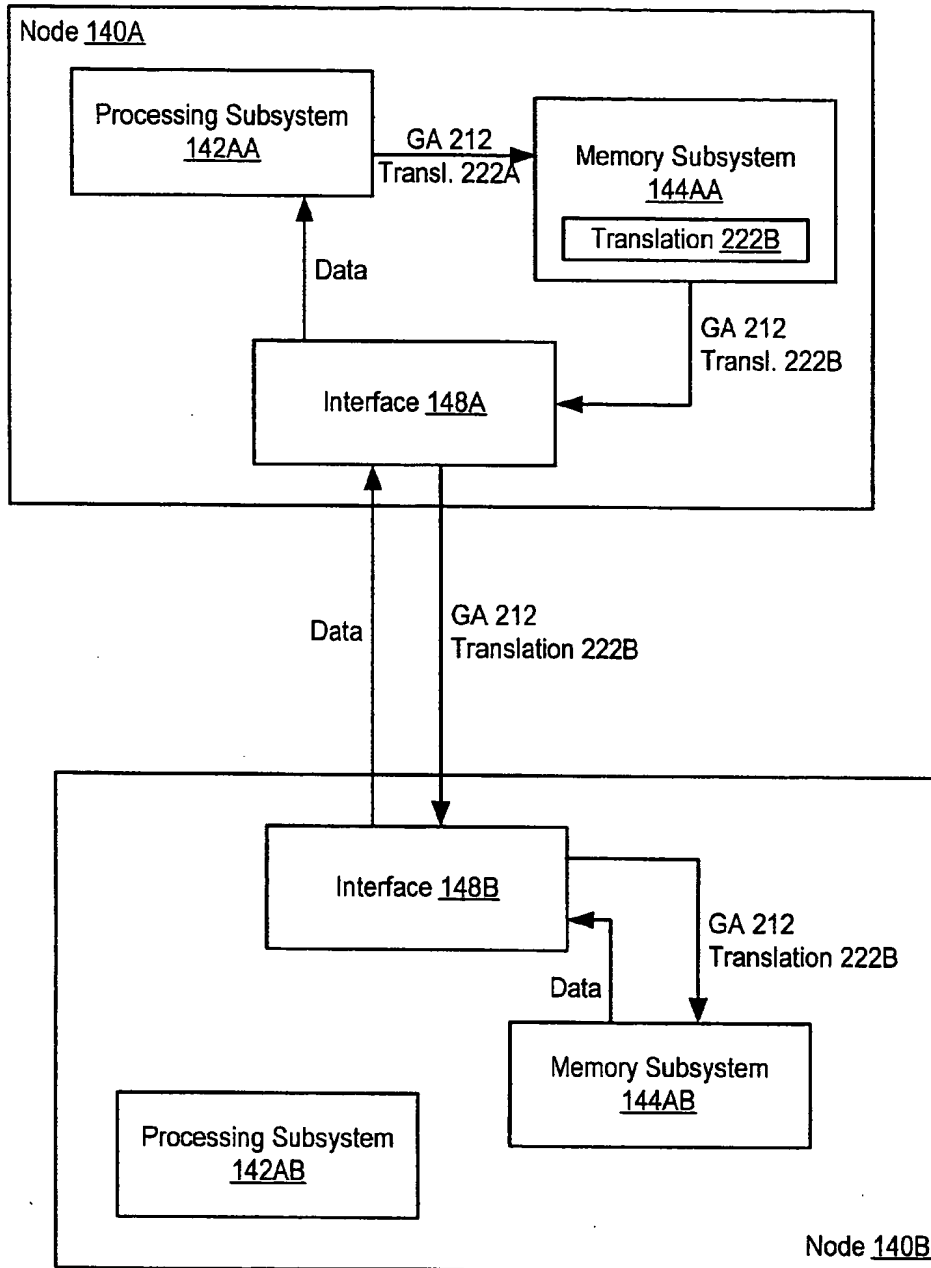 Node 140A
Processing Subsystem
142AA
GA 212
Transl. 222A
Memory Subsystem
144AA
Translation 222B
Data
GA 212
Transl. 222B
Interface 148A
Data
GA 212
Translation 222B
Interface 148B
GA 212
Translation 222B
Data
Memory Subsystem
144AB
Processing Subsystem
142AB
Node 140B